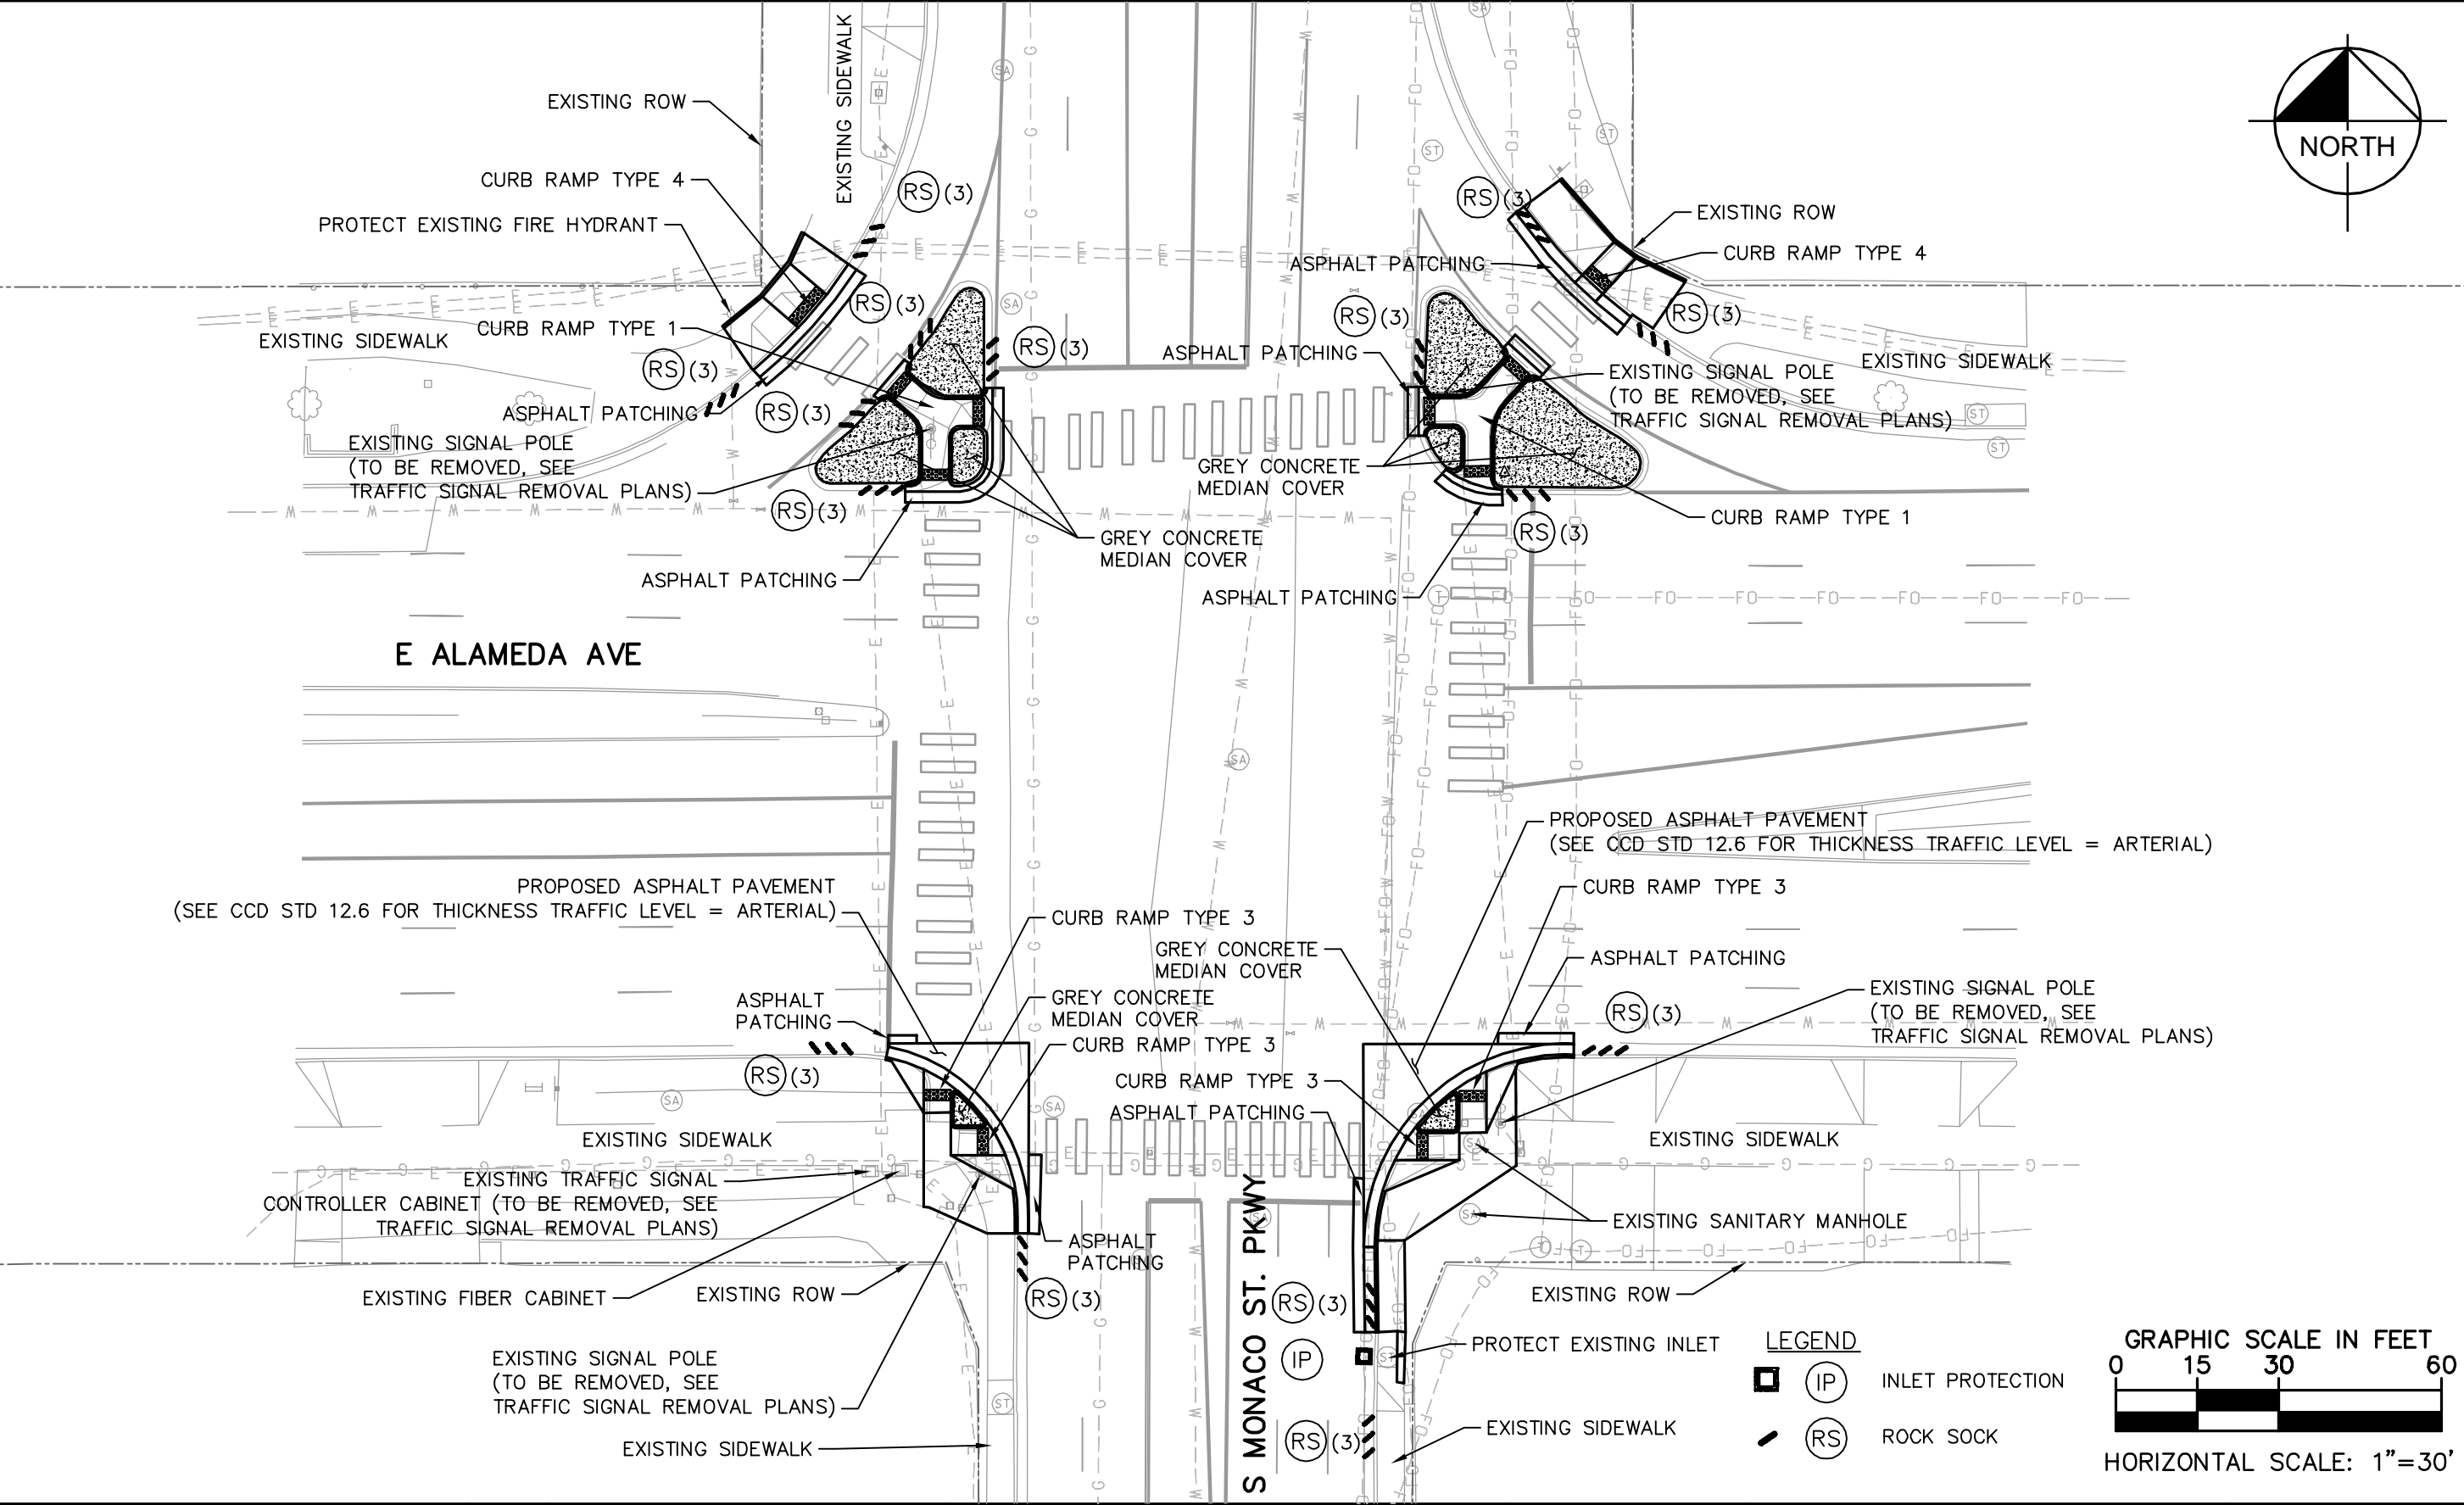 EXISTING ROW
CURB RAMP TYPE 4
PROTECT EXISTING FIRE HYDRANT
EXISTING SIDEWALK
RS (3)
RS (3)
EXISTING SIDEWALK
CURB RAMP TYPE 1
RS (3)
RS (3)
RS (3)
ASPHALT PATCHING
EXISTING SIGNAL POLE
(TO BE REMOVED, SEE
TRAFFIC SIGNAL REMOVAL PLANS)
RS (3)
GREY CONCRETE
MEDIAN COVER
ASPHALT PATCHING
RS (3)
EXISTING ROW
CURB RAMP TYPE 4
ASPHALT PATCHING
RS (3)
RS (3)
ASPHALT PATCHING
EXISTING SIDEWALK
EXISTING SIGNAL POLE
(TO BE REMOVED, SEE
TRAFFIC SIGNAL REMOVAL PLANS)
GREY CONCRETE
MEDIAN COVER
CURB RAMP TYPE 1
RS (3)
ASPHALT PATCHING
NORTH
E ALAMEDA AVE
PROPOSED ASPHALT PAVEMENT
(SEE CCD STD 12.6 FOR THICKNESS TRAFFIC LEVEL = ARTERIAL)
CURB RAMP TYPE 3
GREY CONCRETE
MEDIAN COVER
CURB RAMP TYPE 3
ASPHALT
PATCHING
RS (3)
EXISTING SIDEWALK
EXISTING TRAFFIC SIGNAL
CONTROLLER CABINET (TO BE REMOVED, SEE
TRAFFIC SIGNAL REMOVAL PLANS)
ASPHALT
PATCHING
EXISTING FIBER CABINET
EXISTING ROW
RS (3)
EXISTING SIGNAL POLE
(TO BE REMOVED, SEE
TRAFFIC SIGNAL REMOVAL PLANS)
EXISTING SIDEWALK
PROPOSED ASPHALT PAVEMENT
(SEE CCD STD 12.6 FOR THICKNESS TRAFFIC LEVEL = ARTERIAL)
CURB RAMP TYPE 3
GREY CONCRETE
MEDIAN COVER
ASPHALT PATCHING
EXISTING SIGNAL POLE
(TO BE REMOVED, SEE
TRAFFIC SIGNAL REMOVAL PLANS)
RS (3)
CURB RAMP TYPE 3
ASPHALT PATCHING
EXISTING SIDEWALK
EXISTING SANITARY MANHOLE
EXISTING ROW
S MONACO ST. PKWY
RS (3)
IP
PROTECT EXISTING INLET
RS (3)
EXISTING SIDEWALK
LEGEND
IP INLET PROTECTION
RS ROCK SOCK
GRAPHIC SCALE IN FEET
0 15 30 60
HORIZONTAL SCALE: 1"=30'